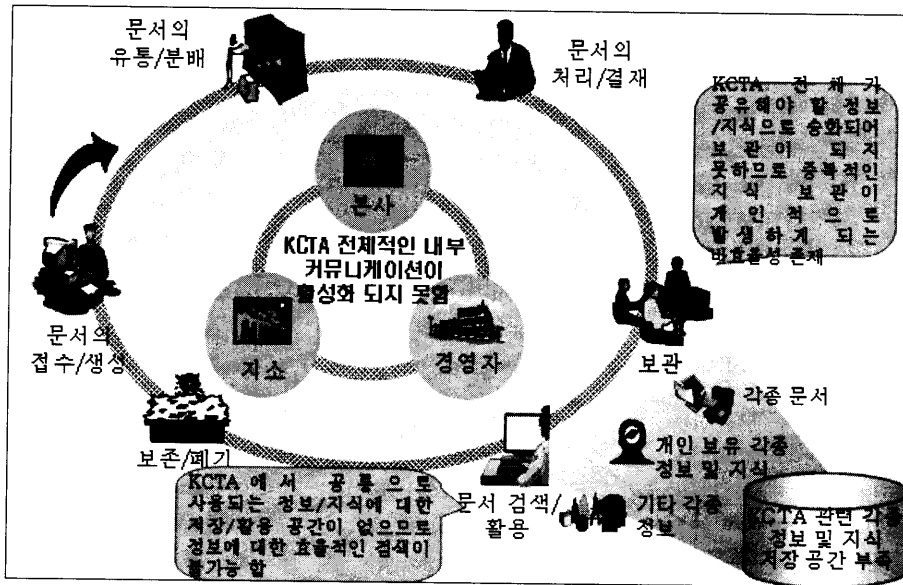 문서의
유통/분배
문서의
처리/결재
KCTA 전체가
공유해야 할 정보
/지식으로 승화되어
보관이 되지
못하므로 중복적인
지식 보관이
개인적으로
발생하게 되는
비효율성 존재
본사
KCTA 전체적인 내부
커뮤니케이션이
활성화 되지 못함
지소
경영자
문서의
접수/생성
보관
보존/폐기
각종 문서
개인 보유 각종
정보 및 지식
기타 각종
정보
문서 검색/
활용
KCTA에서 공통으로
사용되는 정보/지식에 대한
저장/활용 공간이 없으므로
정보에 대한 효율적인 검색이
불가능 함
KCTA 관련 각종
정보 및 지식
저장 공간 부족